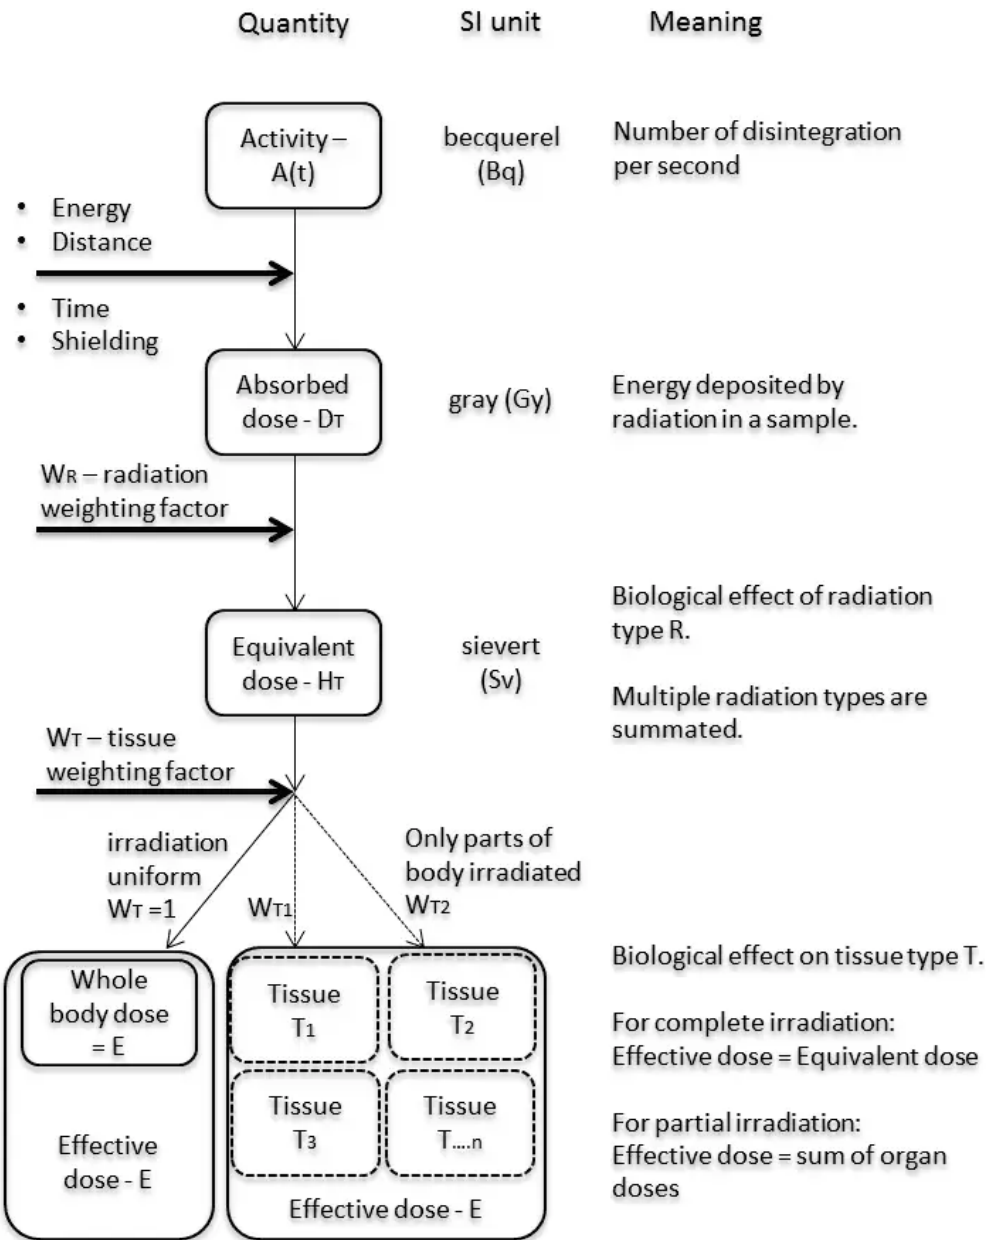 Quantity SI unit Meaning
Activity –
A(t)
becquerel
(Bq)
Number of disintegration
per second
• Energy
• Distance
• Time
• Shielding
Absorbed
dose - DT
gray (Gy)
Energy deposited by
radiation in a sample.
WR – radiation
weighting factor
Equivalent
dose - HT
sievert
(Sv)
Biological effect of radiation
type R.
Multiple radiation types are
summated.
WT – tissue
weighting factor
irradiation
uniform
WT =1
WT1
Only parts of
body irradiated
WT2
Whole
body dose
= E
Effective
dose - E
Tissue
T1
Tissue
T2
Tissue
T3
Tissue
T....n
Effective dose - E
Biological effect on tissue type T.
For complete irradiation:
Effective dose = Equivalent dose
For partial irradiation:
Effective dose = sum of organ
doses